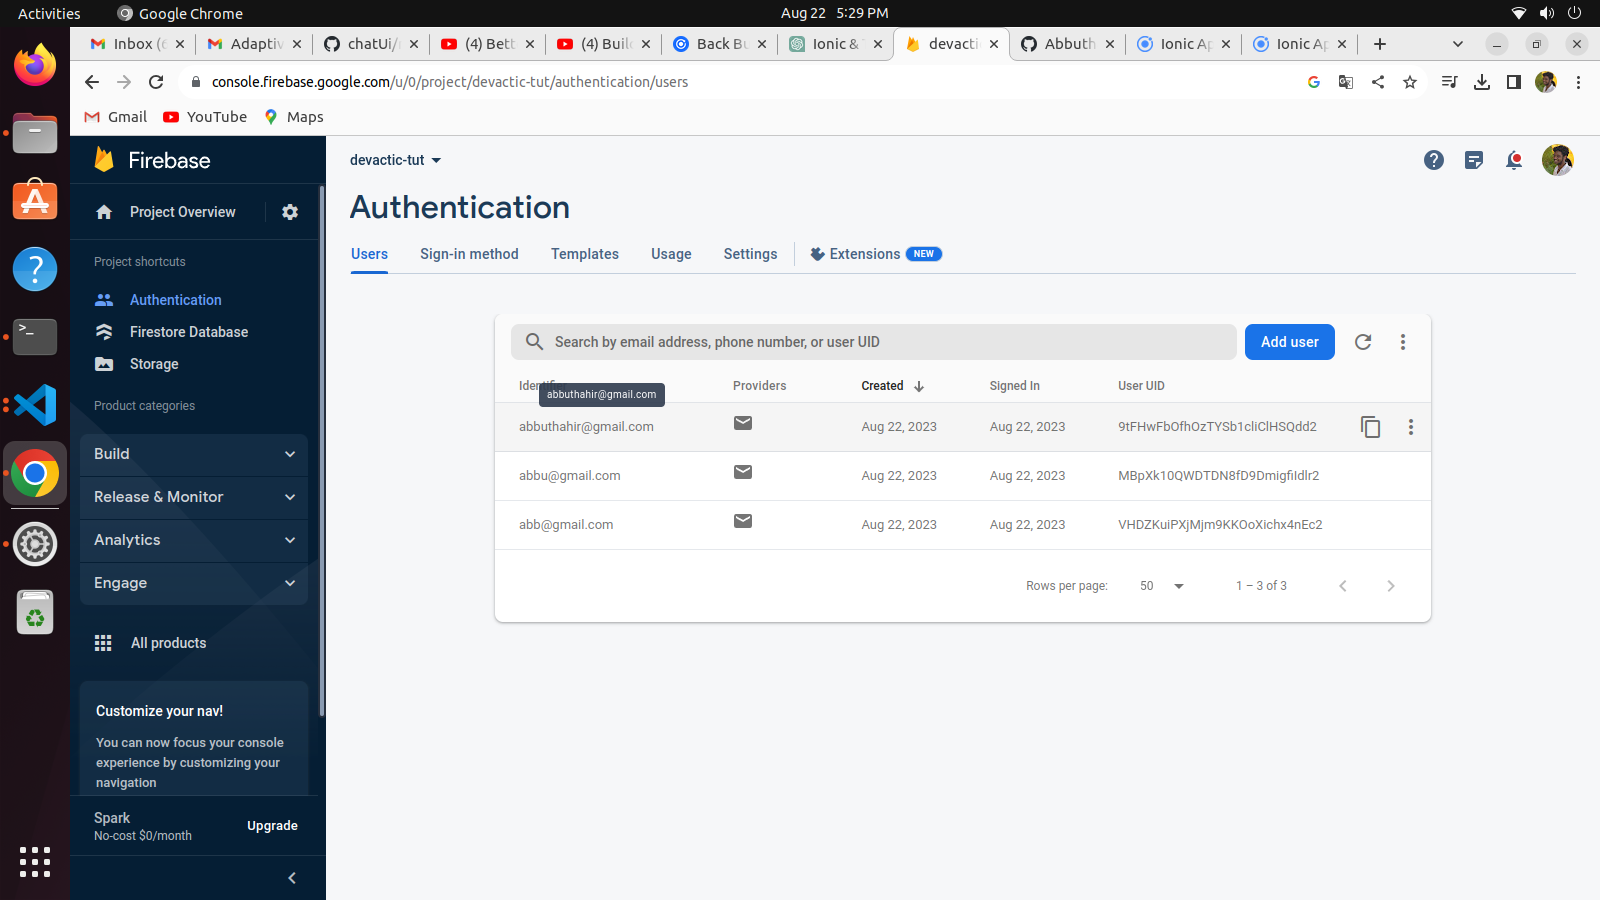 Activities
Google Chrome
Aug 22 5:29 PM
Inbox (6
Adaptiv
chatUi/
(4) Bett
(4) Buil
Back Bu
Ionic &
devactic
Abbuth
Ionic Ap
Ionic Ap
console.firebase.google.com/u/0/project/devactic-tut/authentication/users
Gmail
YouTube
Maps
Firebase
Project Overview
Project shortcuts
Authentication
Firestore Database
Storage
Product categories
Build
Release & Monitor
Analytics
Engage
All products
Customize your nav!
You can now focus your console
experience by customizing your
navigation
Spark
No-cost $0/month
Upgrade
devactic-tut
Authentication
Users
Sign-in method
Templates
Usage
Settings
Extensions NEW
Search by email address, phone number, or user UID
Add user
Identifier
Providers
Created
Signed In
User UID
abbuthahir@gmail.com
abbuthahir@gmail.com
Aug 22, 2023
Aug 22, 2023
9tFHwFbOfhOzTYSb1cliClHSQdd2
abbu@gmail.com
Aug 22, 2023
Aug 22, 2023
MBpXk10QWDTDN8fD9DmigfiIdlr2
abb@gmail.com
Aug 22, 2023
Aug 22, 2023
VHDZKuiPXjMjm9KKOoXichx4nEc2
Rows per page:
50
1 – 3 of 3